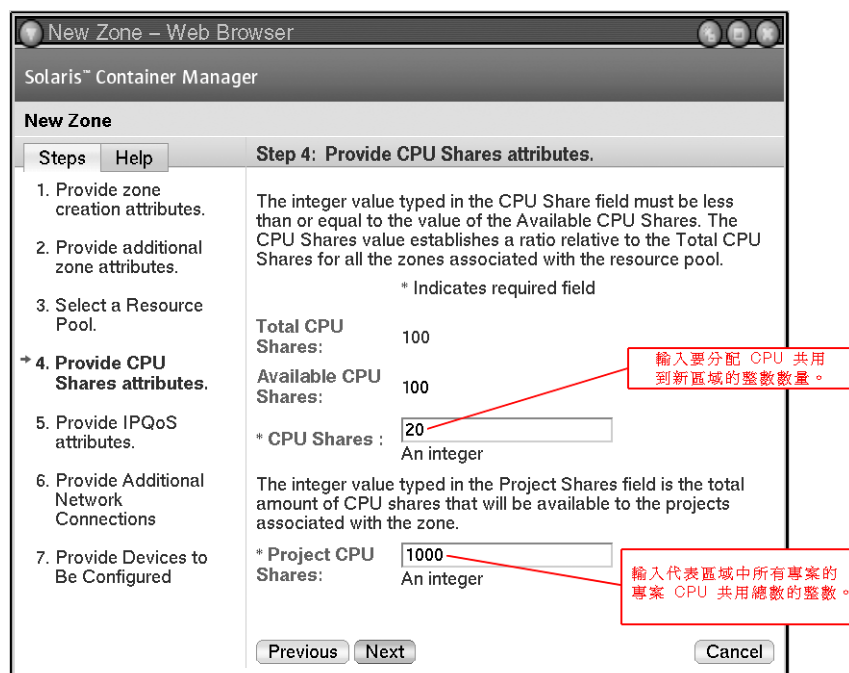 New Zone – Web Browser
Solaris™ Container Manager
New Zone
Steps
Help
1. Provide zone
creation attributes.
2. Provide additional
zone attributes.
3. Select a Resource
Pool.
4. Provide CPU
Shares attributes.
5. Provide IPQoS
attributes.
6. Provide Additional
Network
Connections
7. Provide Devices to
Be Configured
Step 4: Provide CPU Shares attributes.
The integer value typed in the CPU Share field must be less
than or equal to the value of the Available CPU Shares. The
CPU Shares value establishes a ratio relative to the Total CPU
Shares for all the zones associated with the resource pool.
* Indicates required field
Total CPU
Shares:
100
Available CPU
Shares:
100
* CPU Shares :
20
An integer
輸入要分配 CPU 共用
到新區域的整數數量。
The integer value typed in the Project Shares field is the total
amount of CPU shares that will be available to the projects
associated with the zone.
* Project CPU
Shares:
1000
An integer
輸入代表區域中所有專案的
專案 CPU 共用總數的整數。
Previous
Next
Cancel